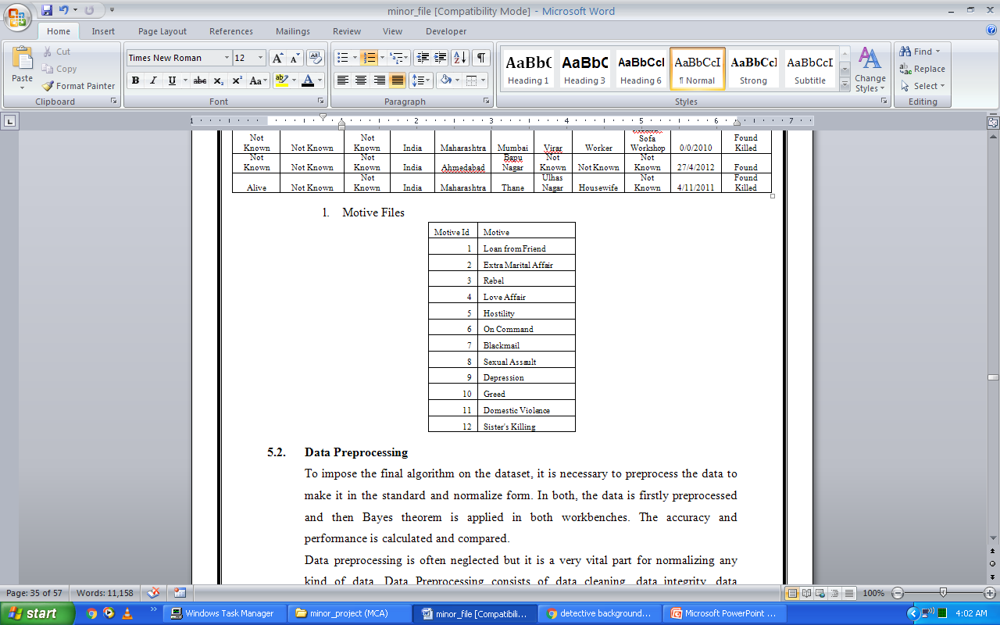 minor_file [Compatibility Mode] - Microsoft Word
Home Insert Page Layout References Mailings Review View Developer
Paste
Cut
Copy
Format Painter
Clipboard
Times New Roman 12
B I U abc X₂ X² Aa
Font
Paragraph
AaBbC AaBbC AaBbCcI AaBbCcI AaBbCcI AaBbCcI
Heading 1 Heading 3 Heading 6 ¶ Normal Strong Subtitle
Change Styles
Styles
Find
Replace
Select
Editing
1 1 2 3 4 5 6 7
Not Known Not Known Not Known India Maharashtra Mumbai Virar Worker Sofa Workshop 0/0/2010 Found Killed
Not Known Not Known Not Known India Ahmedabad Bapu Nagar Not Known Not Known Not Known 27/4/2012 Found
Alive Not Known Not Known India Maharashtra Thane Ulhas Nagar Housewife Not Known 4/11/2011 Found Killed
1. Motive Files
Motive Id Motive
1 Loan from Friend
2 Extra Marital Affair
3 Rebel
4 Love Affair
5 Hostility
6 On Command
7 Blackmail
8 Sexual Assault
9 Depression
10 Greed
11 Domestic Violence
12 Sister's Killing
5.2. Data Preprocessing
To impose the final algorithm on the dataset, it is necessary to preprocess the data to
make it in the standard and normalize form. In both, the data is firstly preprocessed
and then Bayes theorem is applied in both workbenches. The accuracy and
performance is calculated and compared.
Data preprocessing is often neglected but it is a very vital part for normalizing any
kind of data. Data Preprocessing consists of data cleaning, data integrity, data
Page: 35 of 57 Words: 11,158 100%
start Windows Task Manager minor_project (MCA) minor_file [Compatibili... detective background... Microsoft PowerPoint ... 4:02 AM